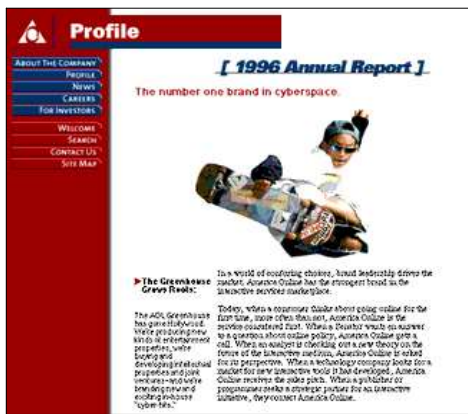 Profile
[ 1996 Annual Report ]
ABOUT THE COMPANY
PROFILE
NEWS
CAREERS
FOR INVESTORS
WELCOME
SEARCH
CONTACT US
SITE MAP
The number one brand in cyberspace.
The Greenhouse
Grows Roots:
The AOL Greenhouse
has gone Hollywood.
We're producing new
kinds of entertainment
properties, we're
buying and
developing intellectual
properties and joint
ventures-and we're
branding new and
exciting in-house
"cyber-hits."
In a world of confusing choices, brand leadership drives the
market. America Online has the strongest brand in the
interactive services marketplace.
Today, when a consumer thinks about going online for the
first time, more often than not, America Online is the
service considered first. When a Senator wants an answer
to a question about online policy, America Online gets a
call. When an analyst is checking out a new theory on the
future of the interactive medium, America Online is asked
for its perspective. When a technology company looks for a
market for new interactive tools it has developed, America
Online receives the sales pitch. When a publisher or
programmer seeks a strategic partner for an interactive
initiative, they contact America Online.